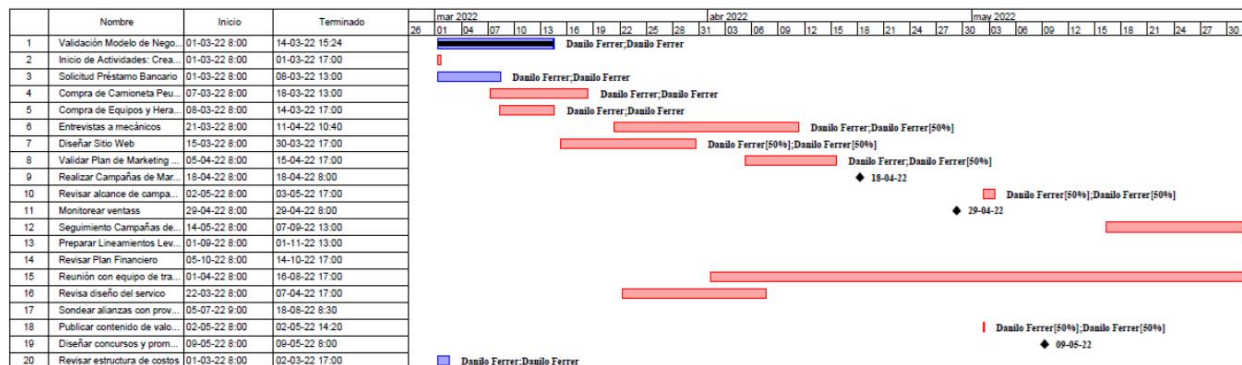 Nombre Inicio Terminado
mar 2022 abr 2022 may 2022
26 01 04 07 10 13 16 19 22 25 28 31 03 06 09 12 15 18 21 24 27 30 03 06 09 12 15 18 21 24 27 30
1 Validación Modelo de Nego... 01-03-22 8:00 14-03-22 15:24 Danilo Ferrer;Danilo Ferrer
2 Inicio de Actividades: Crea... 01-03-22 8:00 01-03-22 17:00
3 Solicitud Préstamo Bancario 01-03-22 8:00 08-03-22 13:00 Danilo Ferrer;Danilo Ferrer
4 Compra de Camioneta Peu... 07-03-22 8:00 18-03-22 13:00 Danilo Ferrer;Danilo Ferrer
5 Compra de Equipos y Hera... 08-03-22 8:00 14-03-22 17:00 Danilo Ferrer;Danilo Ferrer
6 Entrevistas a mecánicos 21-03-22 8:00 11-04-22 10:40 Danilo Ferrer;Danilo Ferrer[50%]
7 Diseñar Sitio Web 15-03-22 8:00 30-03-22 17:00 Danilo Ferrer[50%];Danilo Ferrer[50%]
8 Validar Plan de Marketing ... 05-04-22 8:00 15-04-22 17:00 Danilo Ferrer;Danilo Ferrer[50%]
9 Realizar Campañas de Mar... 18-04-22 8:00 18-04-22 8:00 18-04-22
10 Revisar alcance de campa... 02-05-22 8:00 03-05-22 17:00 Danilo Ferrer[50%];Danilo Ferrer[50%]
11 Monitorear ventass 29-04-22 8:00 29-04-22 8:00 29-04-22
12 Seguimiento Campañas de... 14-05-22 8:00 07-09-22 13:00
13 Preparar Lineamientos Lev... 01-09-22 8:00 01-11-22 13:00
14 Revisar Plan Financiero 05-10-22 8:00 14-10-22 17:00
15 Reunión con equipo de tra... 01-04-22 8:00 16-08-22 17:00
16 Revisa diseño del servico 22-03-22 8:00 07-04-22 17:00
17 Sondear alianzas con prov... 05-07-22 9:00 18-08-22 8:30
18 Publicar contenido de valo... 02-05-22 8:00 02-05-22 14:20 Danilo Ferrer[50%];Danilo Ferrer[50%]
19 Diseñar concursos y prom... 09-05-22 8:00 09-05-22 8:00 09-05-22
20 Revisar estructura de costos 01-03-22 8:00 02-03-22 17:00 Danilo Ferrer;Danilo Ferrer